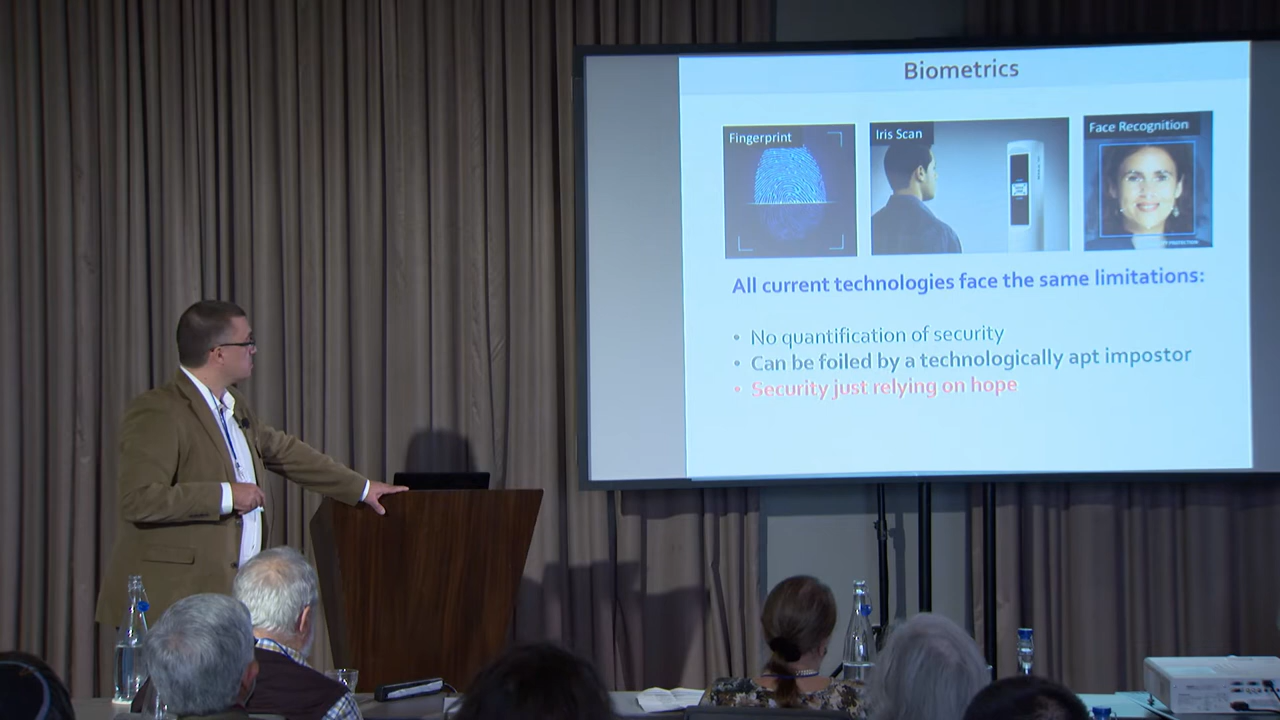 Biometrics
Fingerprint
Iris Scan
Face Recognition
All current technologies face the same limitations:
• No quantification of security
• Can be foiled by a technologically apt impostor
• Security just relying on hope